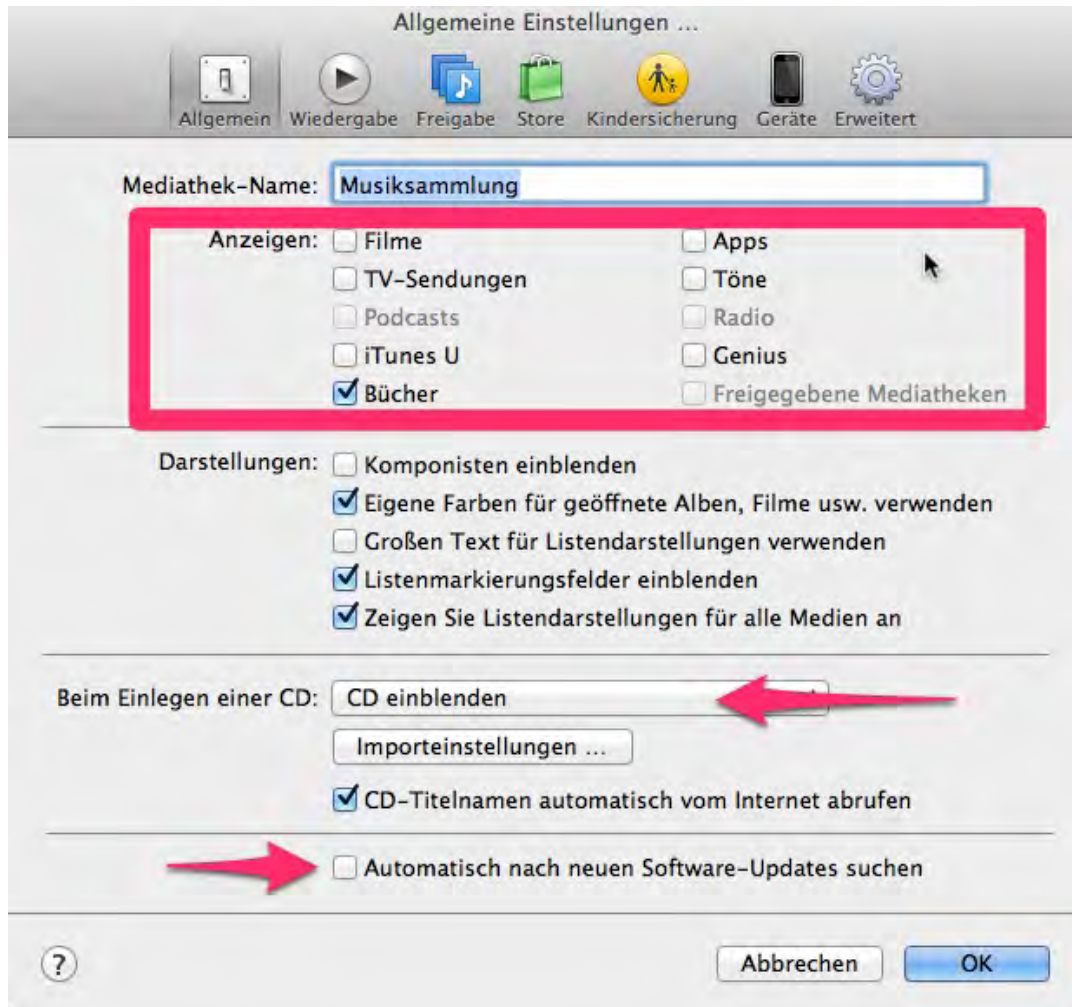 Allgemeine Einstellungen ...
Allgemein Wiedergabe Freigabe Store Kindersicherung Geräte Erweitert
Mediathek-Name: Musiksammlung
Anzeigen: Filme Apps
TV-Sendungen Töne
Podcasts Radio
iTunes U Genius
Bücher Freigegebene Mediatheken
Darstellungen: Komponisten einblenden
Eigene Farben für geöffnete Alben, Filme usw. verwenden
Großen Text für Listendarstellungen verwenden
Listenmarkierungsfelder einblenden
Zeigen Sie Listendarstellungen für alle Medien an
Beim Einlegen einer CD: CD einblenden
Importeinstellungen ...
CD-Titelnamen automatisch vom Internet abrufen
Automatisch nach neuen Software-Updates suchen
? Abbrechen OK